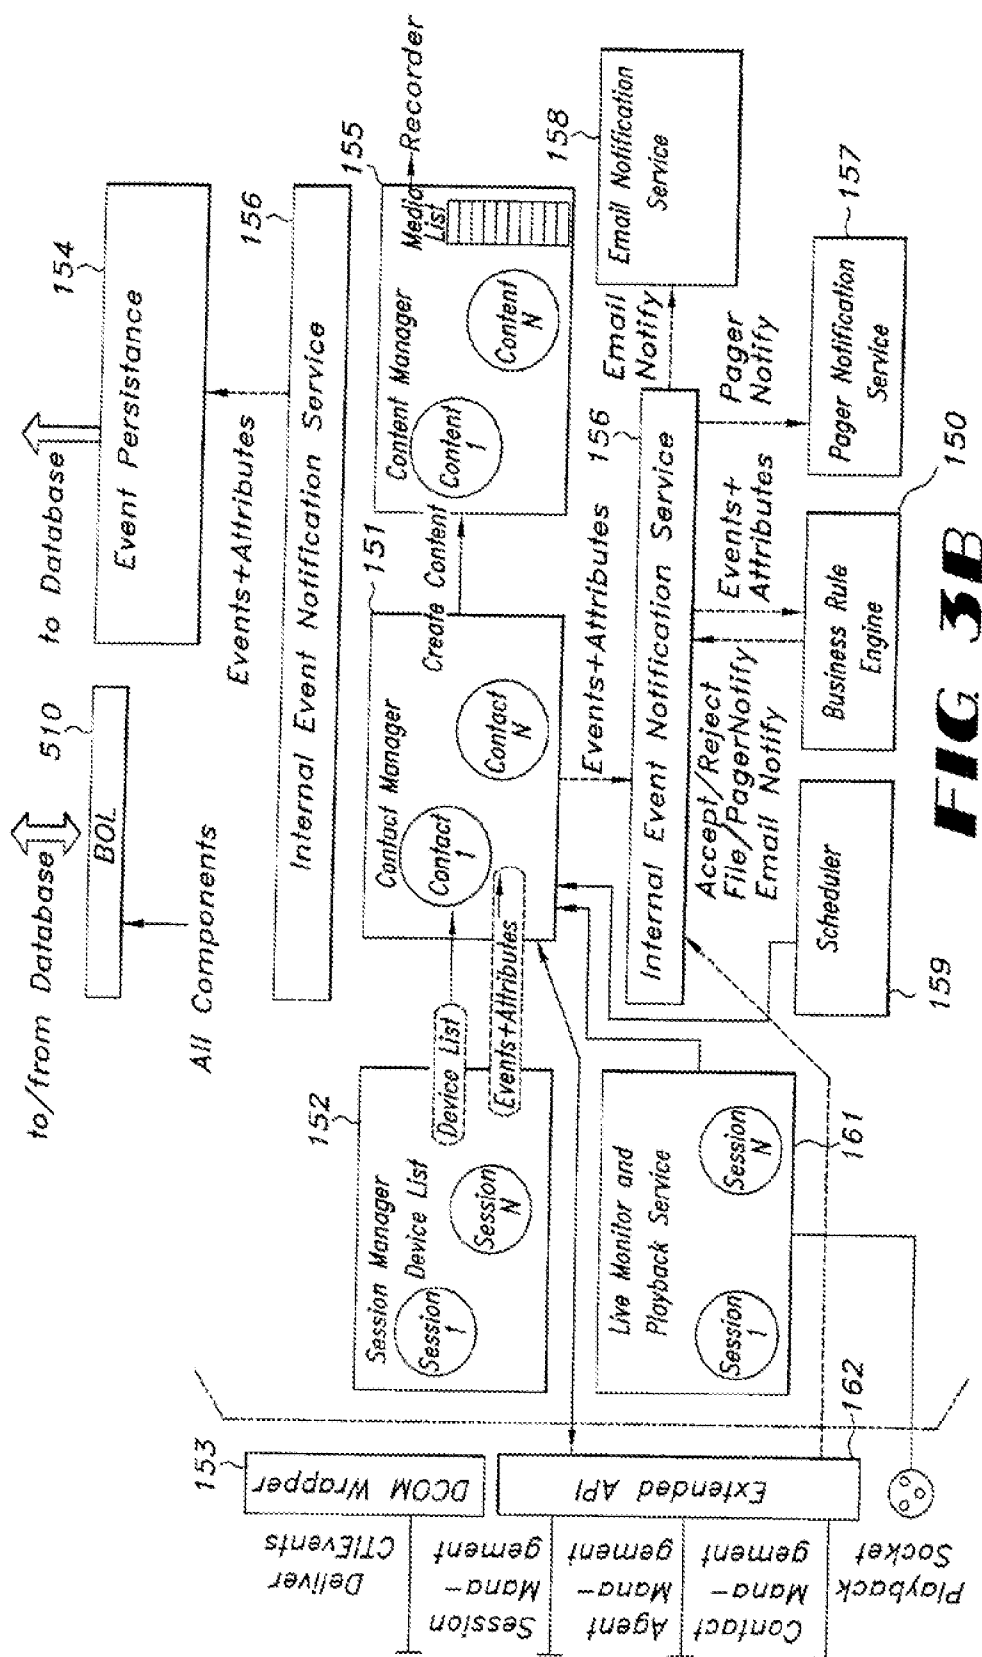 to/from Database
510
BOL
All Components
to Database
154
Event Persistance
Events+Attributes
156
Internal Event Notification Service
153
DCOM Wrapper
Deliver
CTIEvents
Session
Mana-
gement
Agent
Mana-
gement
Contact
Mana-
gement
Playback
Socket
Extended API
162
152
Session Manager
Device List
Session
1
Session
N
Device List
Events+Attributes
151
Contact Manager
Contact
1
Contact
N
Create Content
155
Content Manager
Content
1
Content
N
Media
List
Recorder
Live Monitor and
Playback Service
Session
1
Session
N
161
Events+Attributes
156
Internal Event Notification Service
Email
Notify
158
Email Notification
Service
Pager
Notify
157
Pager Notification
Service
Events+
Attributes
Accept/Reject
File/PagerNotify
Email Notify
150
Business Rule
Engine
Scheduler
159
FIG 3B